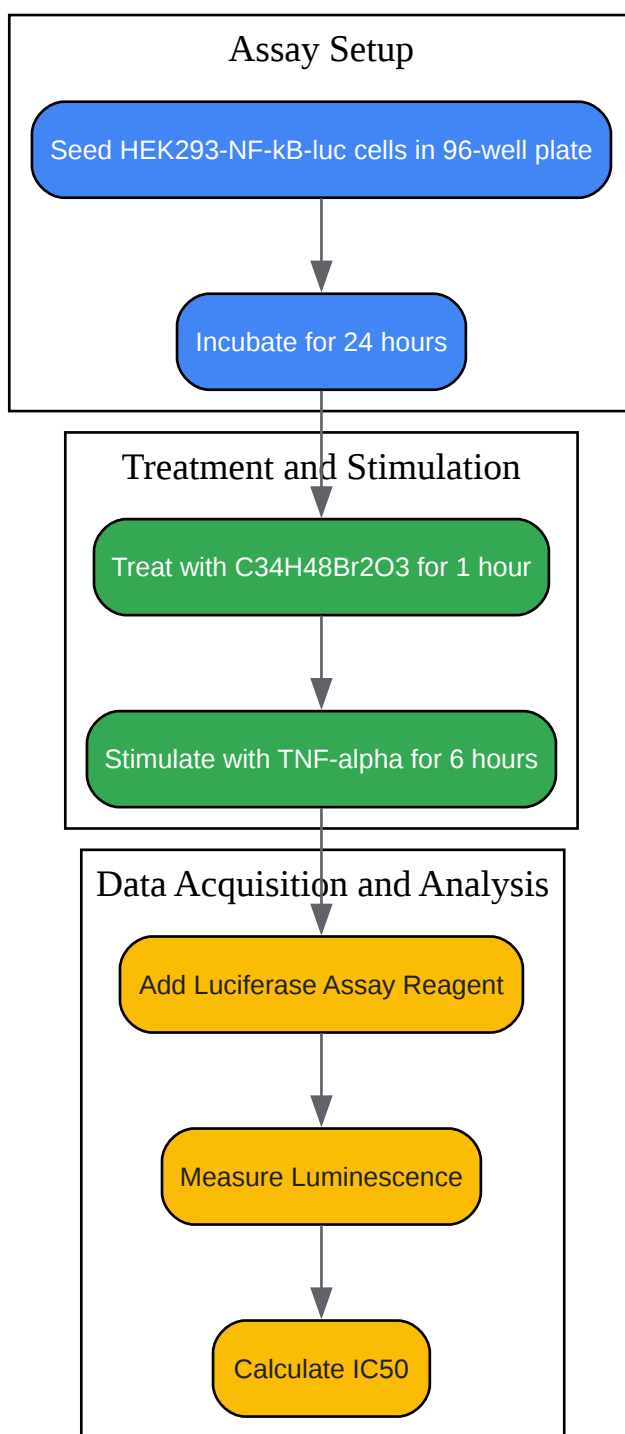 Assay Setup
Seed HEK293-NF-kB-luc cells in 96-well plate
Incubate for 24 hours
Treatment and Stimulation
Treat with C34H48Br2O3 for 1 hour
Stimulate with TNF-alpha for 6 hours
Data Acquisition and Analysis
Add Luciferase Assay Reagent
Measure Luminescence
Calculate IC50